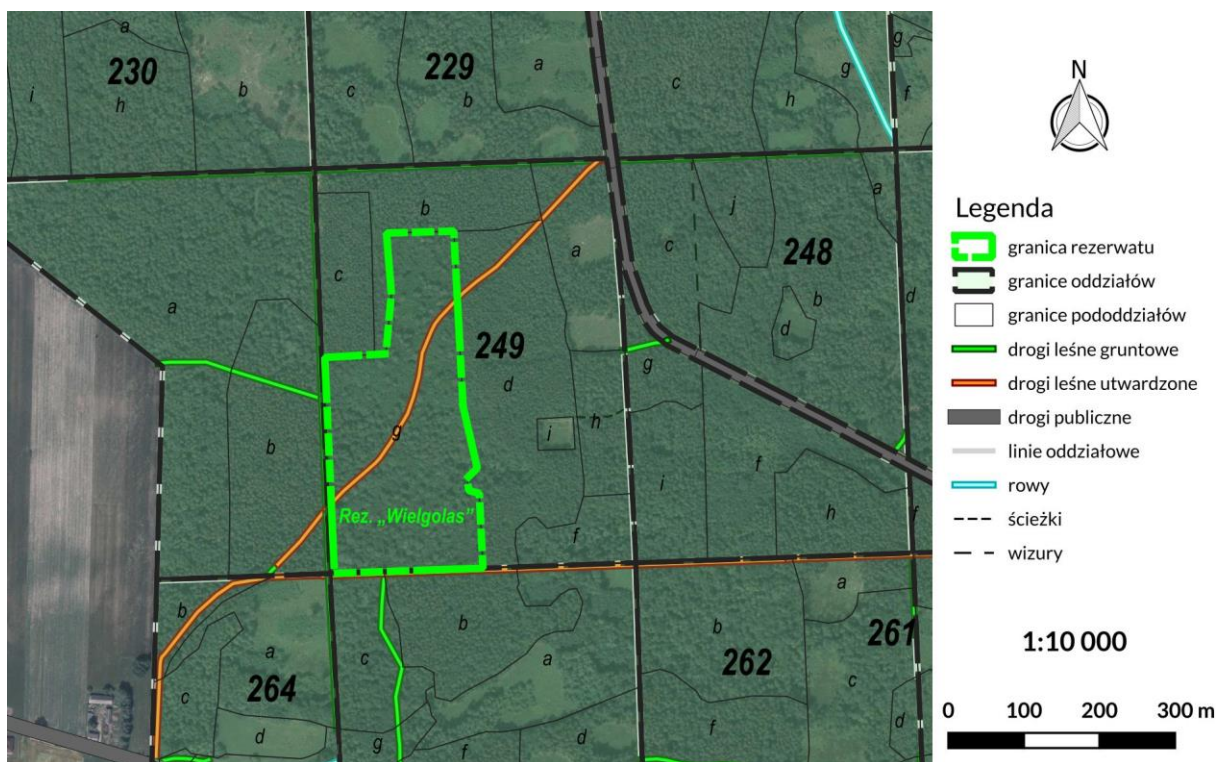 a
g
230
229
a
c
g
i
h
b
c
b
h
f
a
b
j
a
c
248
c
a
b
d
249
d
d
g
h
i
b
g
f
i
h
f
f
Rez. „Wielgolas”
b
a
c
b
b
261
a
a
262
c
264
c
d
g
f
d
f
d
N
Legenda
granica rezerwatu
granice oddziałów
granice pododdziałów
drogi leśne gruntowe
drogi leśne utwardzone
drogi publiczne
linie oddziałowe
rowy
ścieżki
wizury
1:10 000
0 100 200 300 m